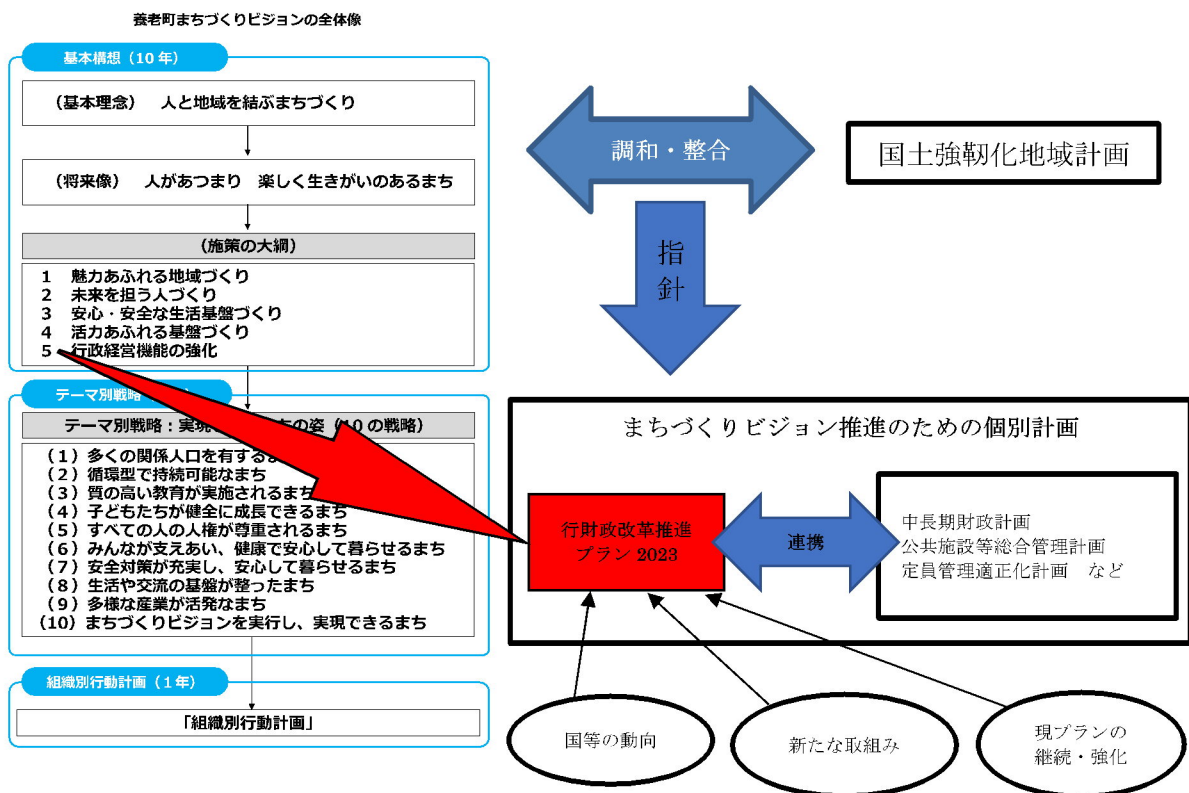 養老町まちづくりビジョンの全体像
基本構想（10年）
（基本理念）　人と地域を結ぶまちづくり
（将来像）　人があつまり　楽しく生きがいのあるまち
（施策の大綱）
1　魅力あふれる地域づくり
2　未来を担う人づくり
3　安心・安全な生活基盤づくり
4　活力あふれる基盤づくり
5　行政経営機能の強化
テーマ別戦略
テーマ別戦略：実現 の姿（10の戦略）
（1）多くの関係人口を有する
（2）循環型で持続可能なまち
（3）質の高い教育が実施されるまち
（4）子どもたちが健全に成長できるまち
（5）すべての人の人権が尊重されるまち
（6）みんなが支えあい、健康で安心して暮らせるまち
（7）安全対策が充実し、安心して暮らせるまち
（8）生活や交流の基盤が整ったまち
（9）多様な産業が活発なまち
（10）まちづくりビジョンを実行し、実現できるまち
組織別行動計画（1年）
「組織別行動計画」
調和・整合
国土強靭化地域計画
指針
まちづくりビジョン推進のための個別計画
行財政改革推進
プラン2023
連携
中長期財政計画
公共施設等総合管理計画
定員管理適正化計画　など
国等の動向
新たな取組み
現プランの
継続・強化